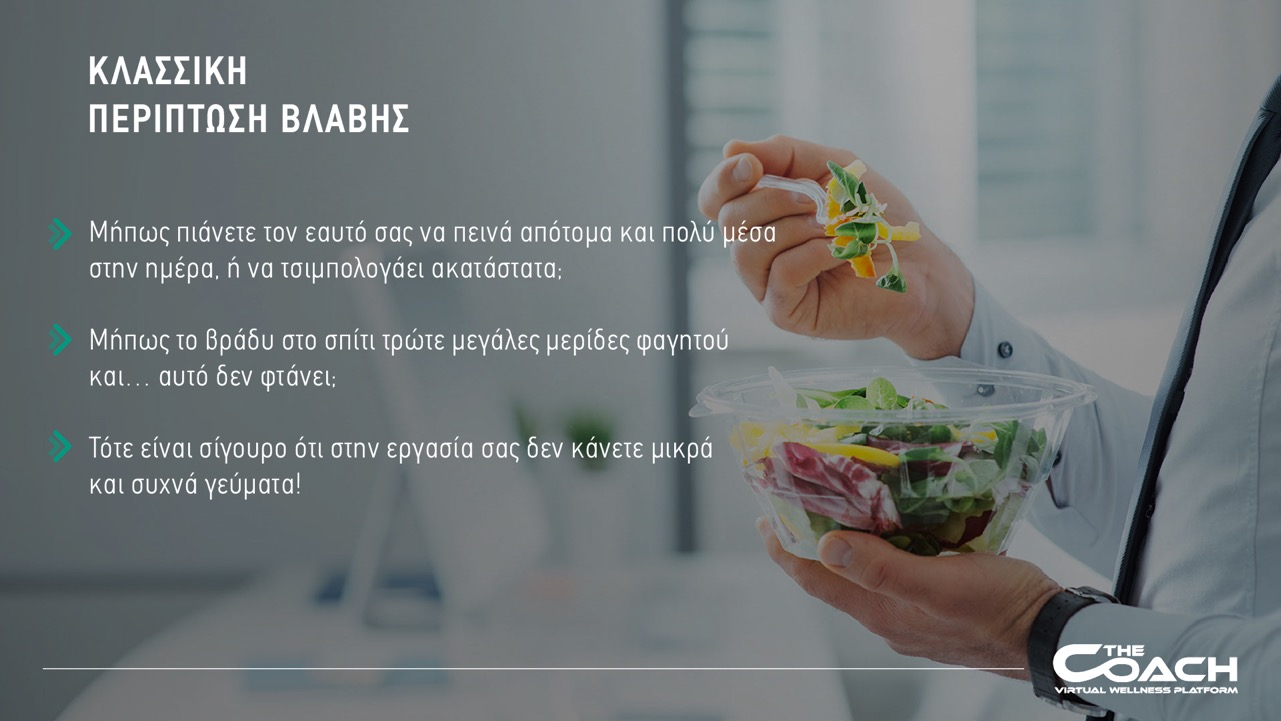 ΚΛΑΣΣΙΚΗ
ΠΕΡΙΠΤΩΣΗ ΒΛΑΒΗΣ
Μήπως πιάνετε τον εαυτό σας να πεινά απότομα και πολύ μέσα
στην ημέρα, ή να τσιμπολογάει ακατάστατα;
Μήπως το βράδυ στο σπίτι τρώτε μεγάλες μερίδες φαγητού
και... αυτό δεν φτάνει;
Τότε είναι σίγουρο ότι στην εργασία σας δεν κάνετε μικρά
και συχνά γεύματα!
THE
COACH
VIRTUAL WELLNESS PLATFORM